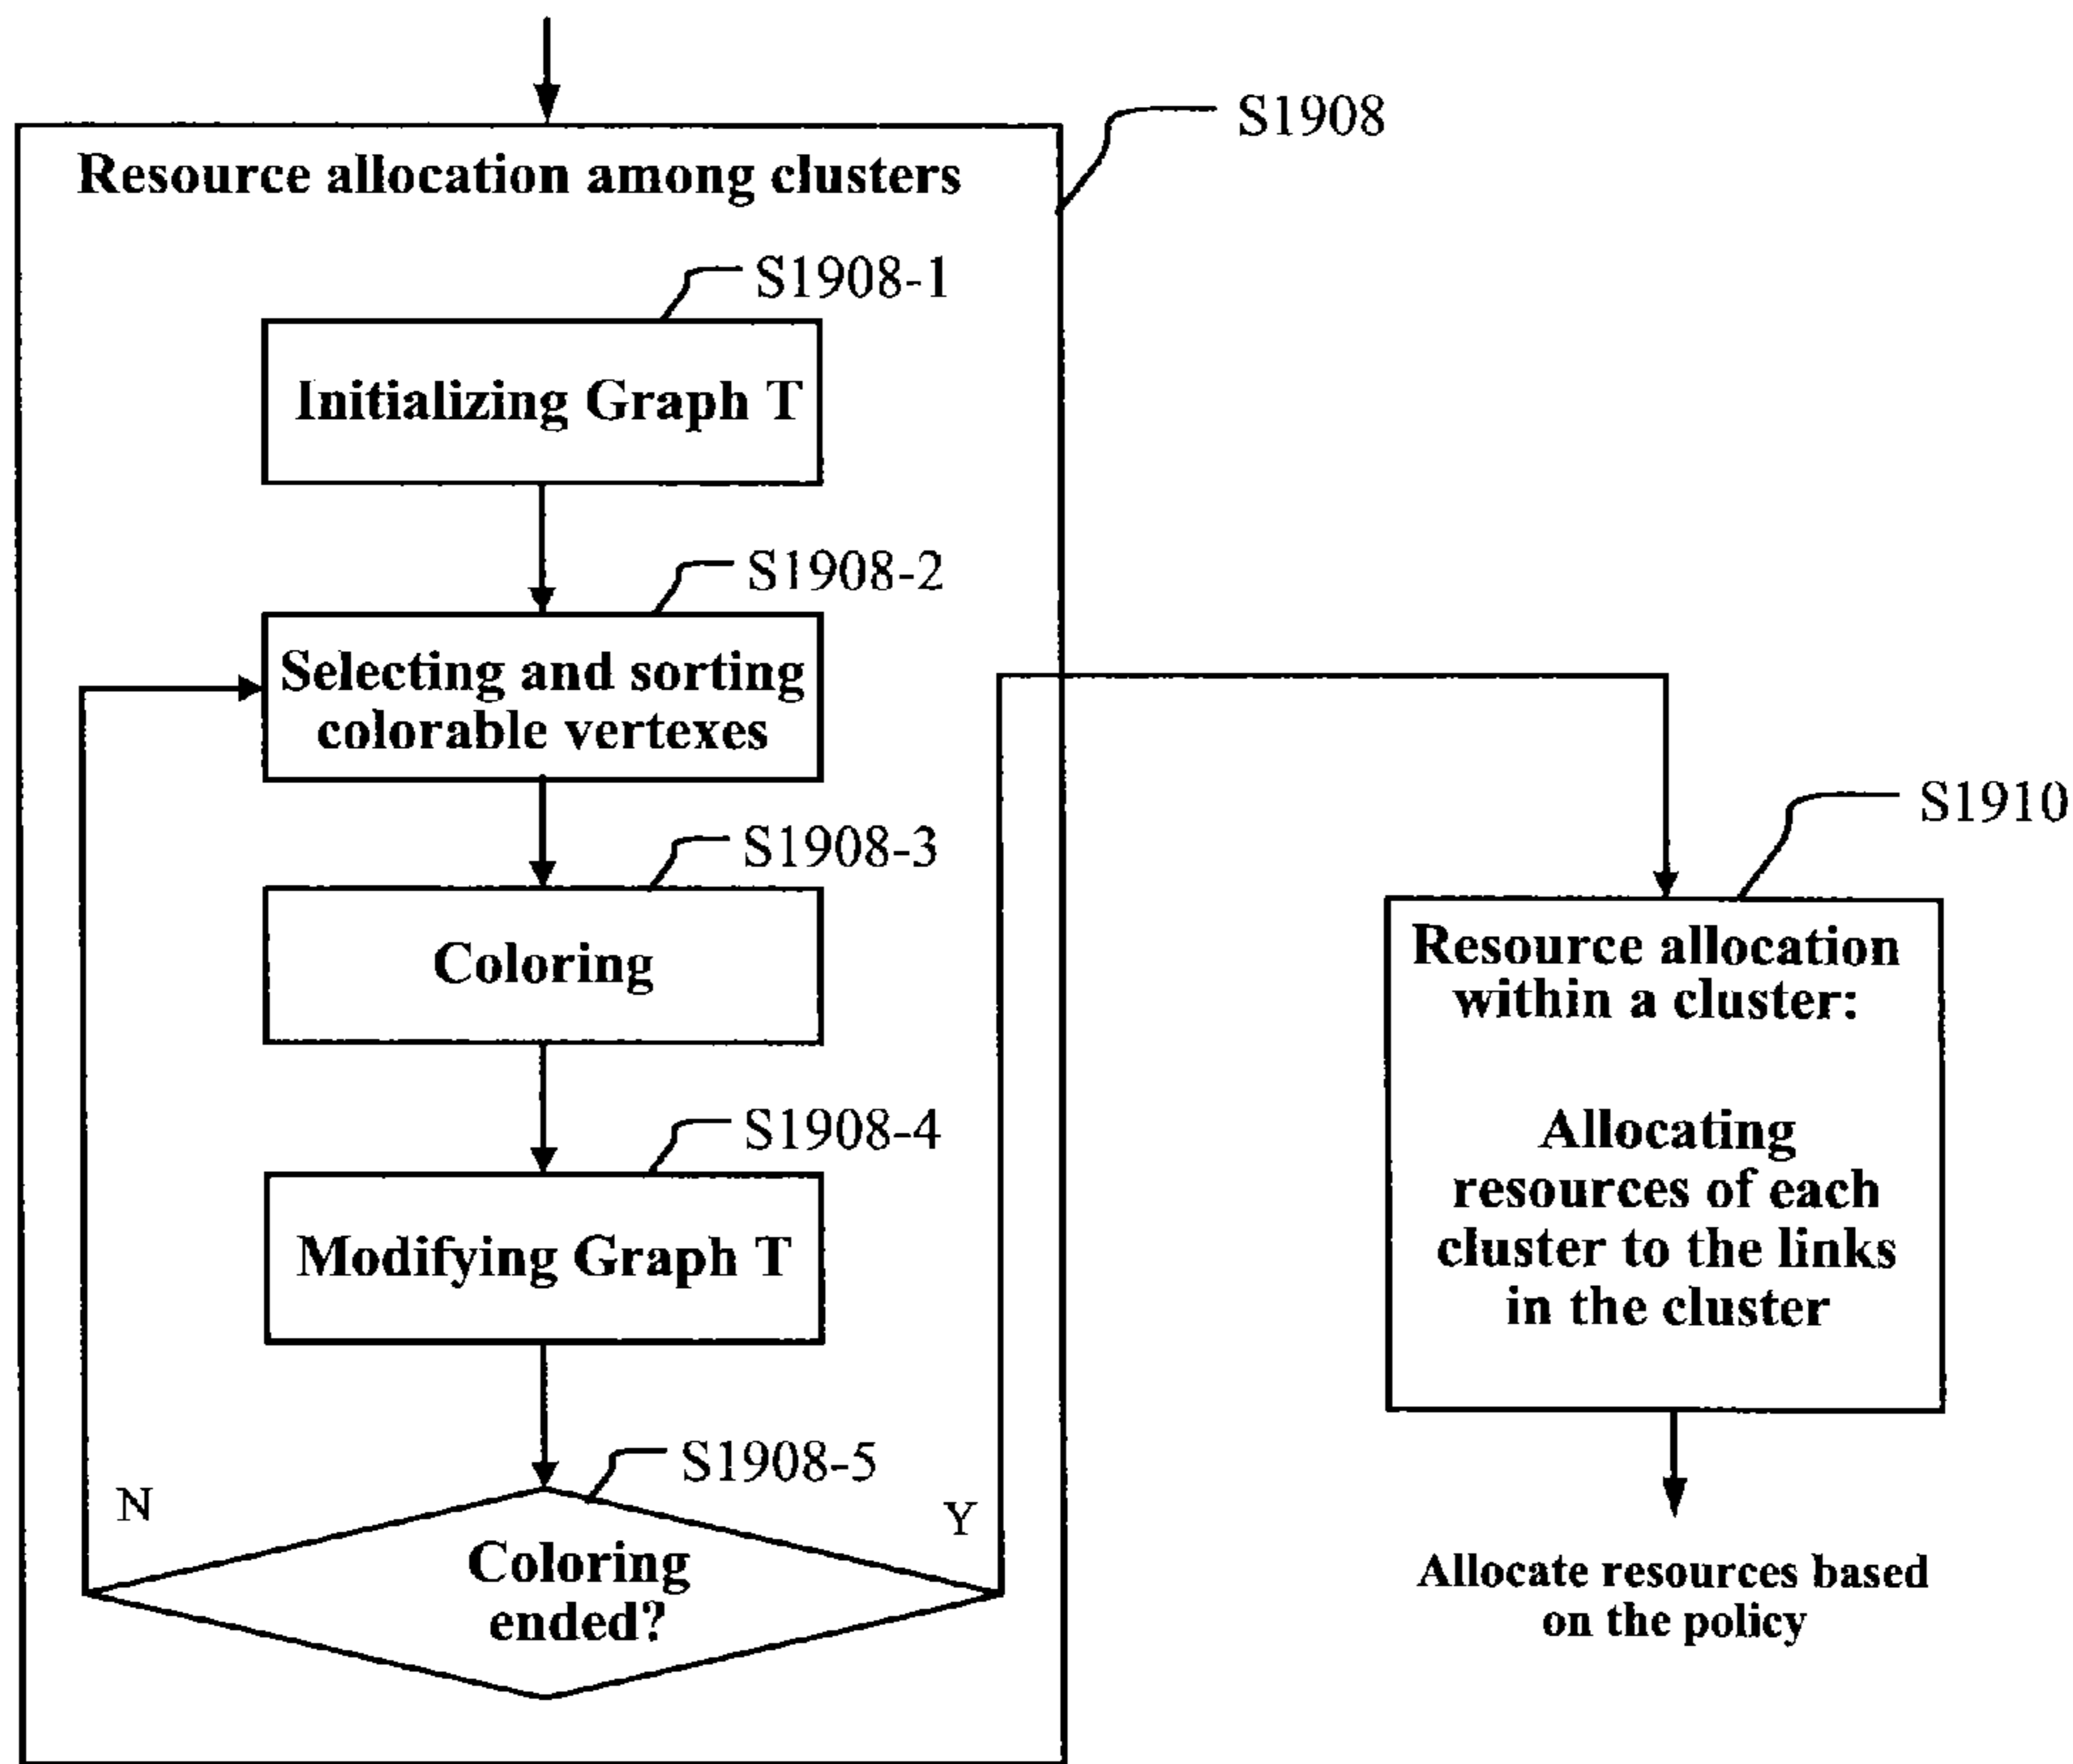 S1908
Resource allocation among clusters
S1908-1
Initializing Graph T
S1908-2
Selecting and sorting
colorable vertexes
S1908-3
Coloring
S1908-4
Modifying Graph T
S1908-5
N
Y
Coloring
ended?
S1910
Resource allocation
within a cluster:
Allocating
resources of each
cluster to the links
in the cluster
Allocate resources based
on the policy